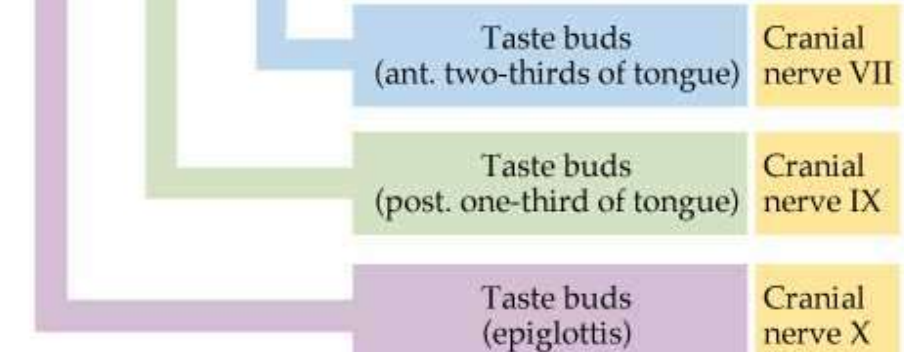 Taste buds
(ant. two-thirds of tongue)
Cranial
nerve VII
Taste buds
(post. one-third of tongue)
Cranial
nerve IX
Taste buds
(epiglottis)
Cranial
nerve X